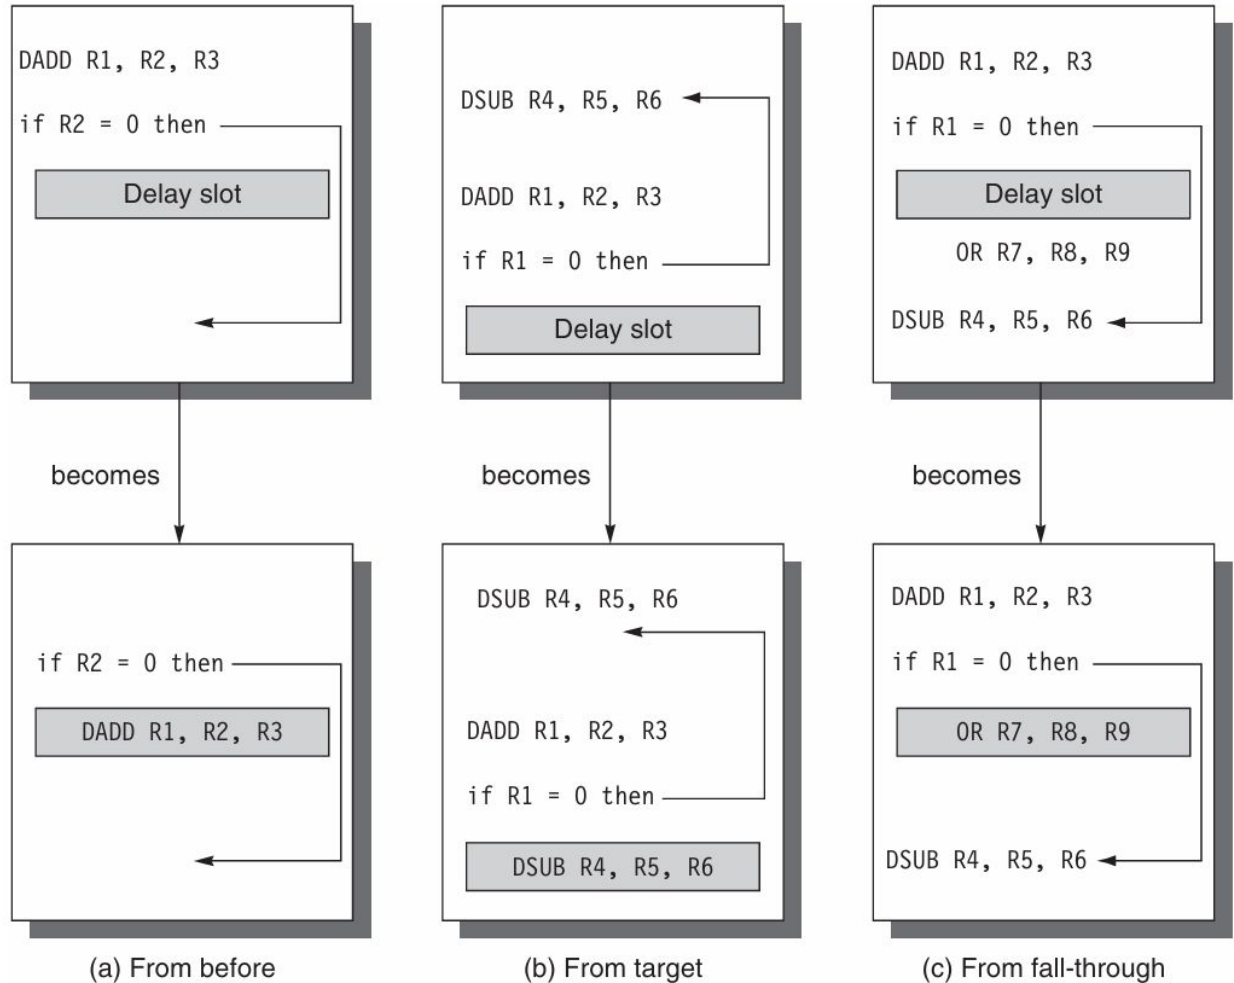 DADD R1, R2, R3
if R2 = 0 then
Delay slot
becomes
if R2 = 0 then
DADD R1, R2, R3
(a) From before
DSUB R4, R5, R6
DADD R1, R2, R3
if R1 = 0 then
Delay slot
becomes
DSUB R4, R5, R6
DADD R1, R2, R3
if R1 = 0 then
DSUB R4, R5, R6
(b) From target
DADD R1, R2, R3
if R1 = 0 then
Delay slot
OR R7, R8, R9
DSUB R4, R5, R6
becomes
DADD R1, R2, R3
if R1 = 0 then
OR R7, R8, R9
DSUB R4, R5, R6
(c) From fall-through